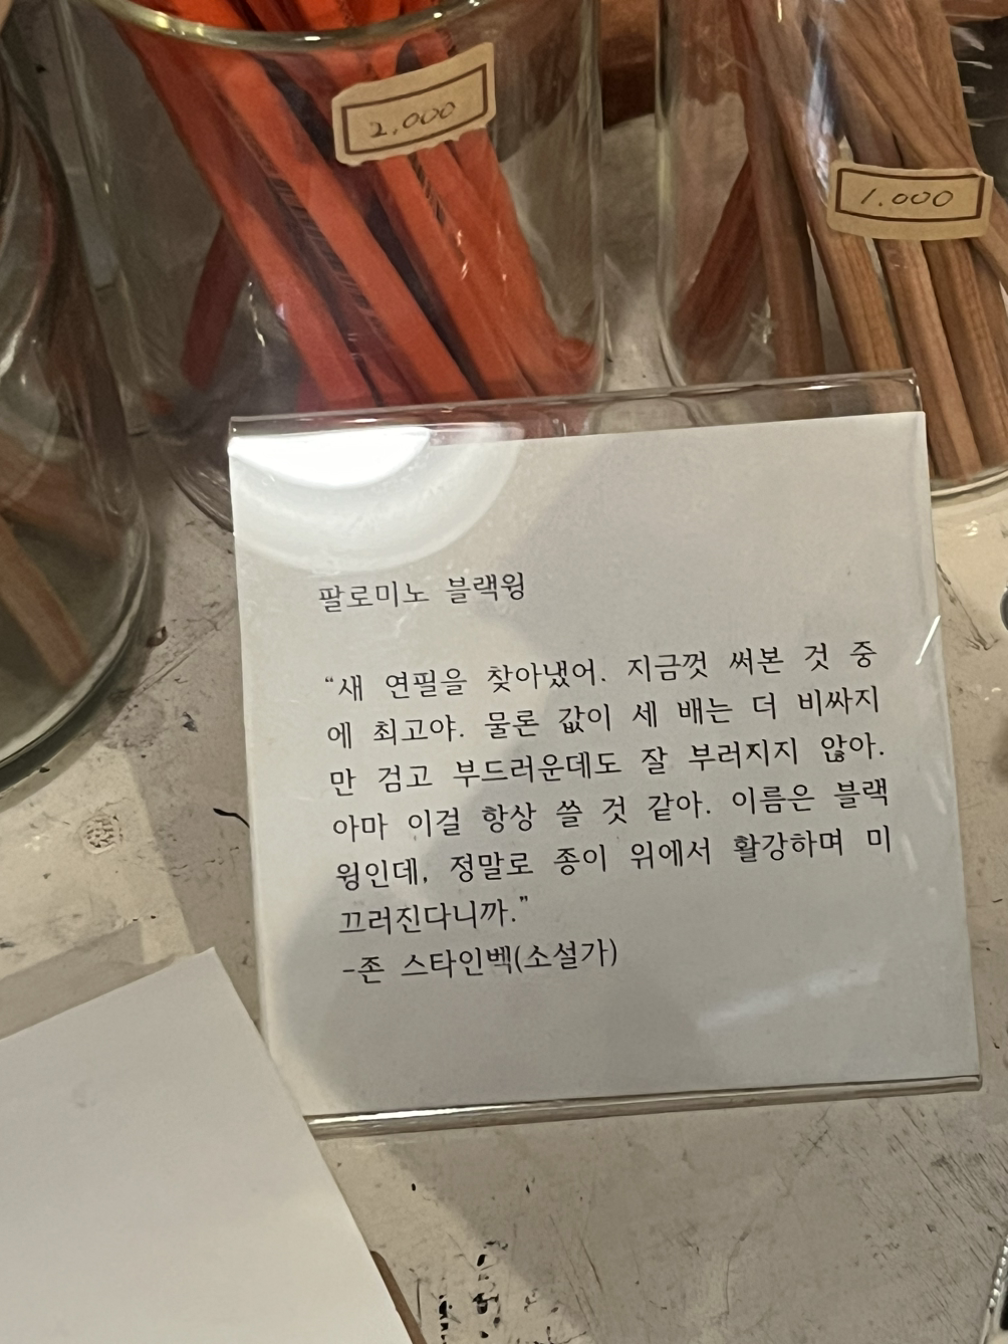 2,000
1.000
팔로미노 블랙윙
“새 연필을 찾아냈어. 지금껏 써본 것 중
에 최고야. 물론 값이 세 배는 더 비싸지
만 검고 부드러운데도 잘 부러지지 않아.
아마 이걸 항상 쓸 것 같아. 이름은 블랙
윙인데, 정말로 종이 위에서 활강하며 미
끄러진다니까.”
-존 스타인벡(소설가)